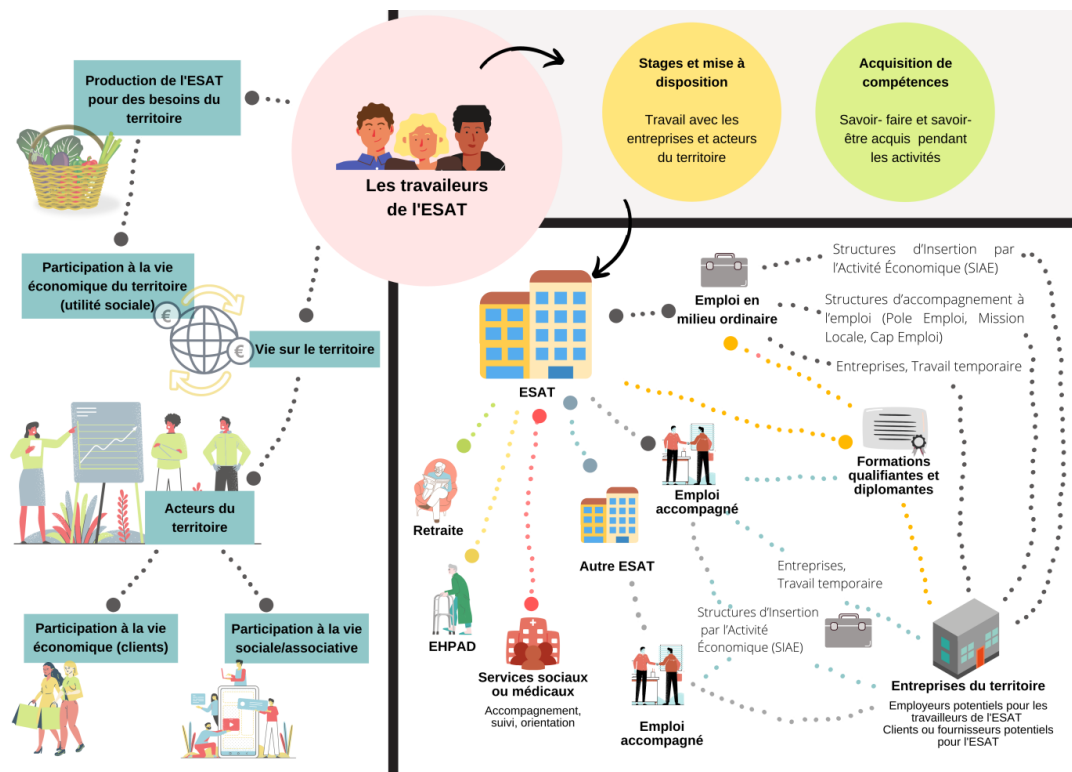 Production de l'ESAT
pour des besoins du
territoire
Participation à la vie
économique du territoire
(utilité sociale)
€
€
Vie sur le territoire
Acteurs du
territoire
Participation à la vie
économique (clients)
Participation à la vie
sociale/associative
Les travaileurs
de l'ESAT
Stages et mise à
disposition
Travail avec les
entreprises et acteurs
du territoire
Acquisition de
compétences
Savoir- faire et savoir-
être acquis pendant
les activités
ESAT
Emploi en
milieu ordinaire
Structures d'Insertion par
l'Activité Économique (SIAE)
Structures d'accompagnement à
l'emploi (Pole Emploi, Mission
Locale, Cap Emploi)
Entreprises, Travail temporaire
Formations
qualifiantes et
diplomantes
Emploi
accompagné
Retraite
Autre ESAT
EHPAD
Services sociaux
ou médicaux
Accompagnement,
suivi, orientation
Entreprises,
Travail temporaire
Structures d'Insertion
par l'Activité
Économique (SIAE)
Emploi
accompagné
Entreprises du territoire
Employeurs potentiels pour les
travailleurs de l'ESAT
Clients ou fournisseurs potentiels
pour l'ESAT